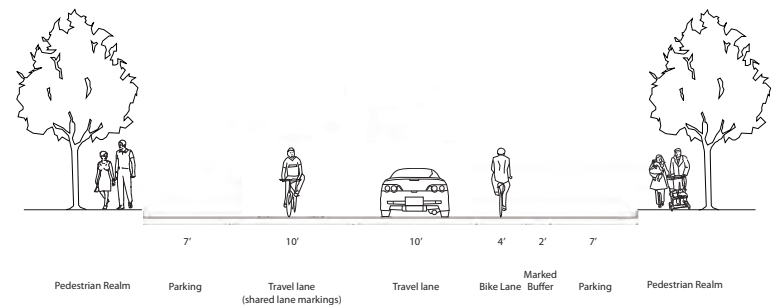 7’ 10’ 10’ 4’ 2’ 7’
Pedestrian Realm Parking Travel lane Travel lane Bike Lane Marked Parking Pedestrian Realm
(shared lane markings) Buffer